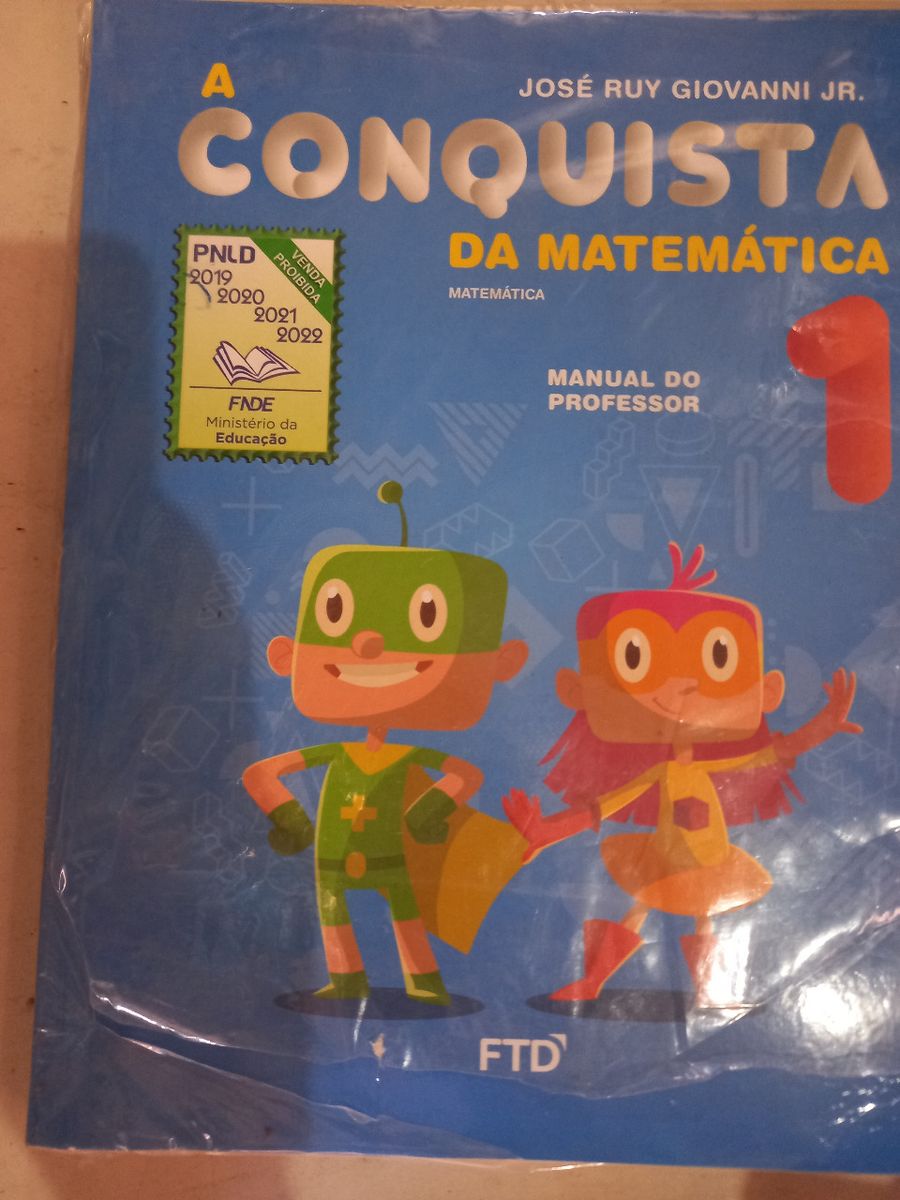 A
JOSÉ RUY GIOVANNI JR.
CONQUISTA
DA MATEMÁTICA
MATEMÁTICA
1
MANUAL DO
PROFESSOR
PNLD
2019
2020
2021
2022
VENDA
PROIBIDA
FNDE
Ministério da
Educação
FTD